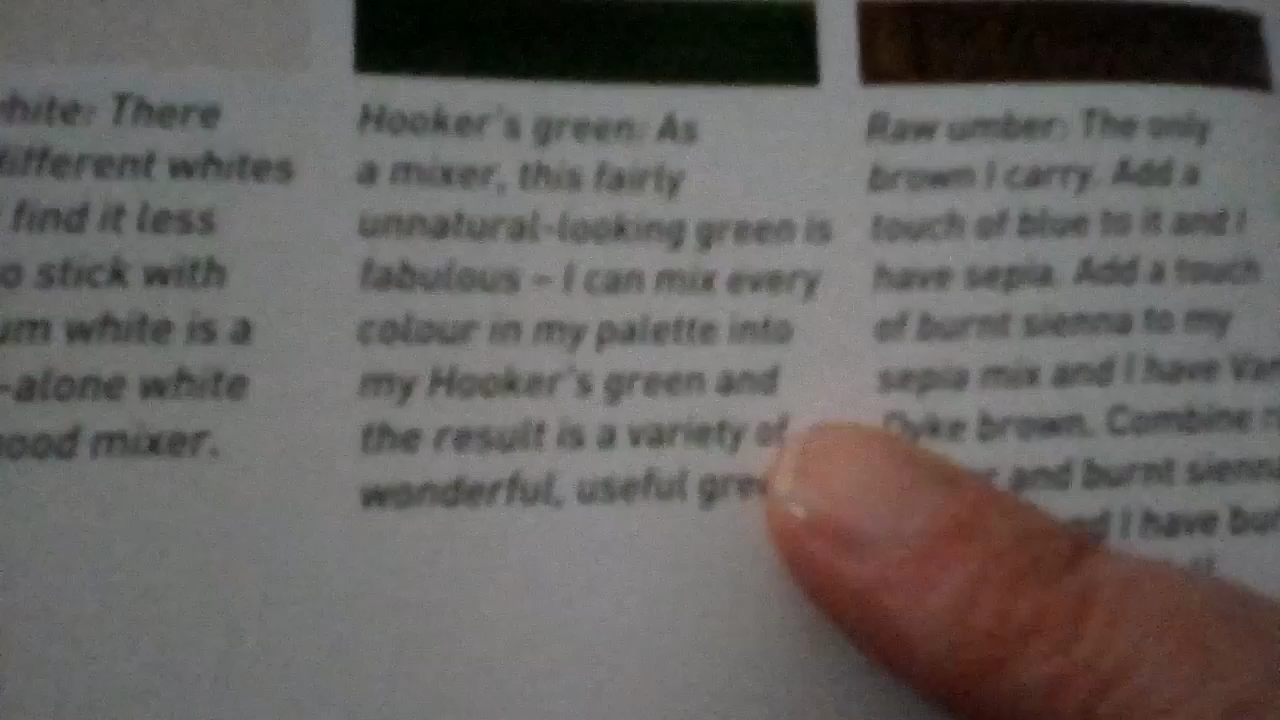 hite: There
different whites
find it less
o stick with
um white is a
-alone white
ood mixer.
Hooker's green: As
a mixer, this fairly
unnatural-looking green is
fabulous – I can mix every
colour in my palette into
my Hooker's green and
the result is a variety of
wonderful, useful gre
Raw umber: The only
brown I carry. Add a
touch of blue to it and I
have sepia. Add a touch
of burnt sienna to my
sepia mix and I have Van
Dyke brown. Combine
and burnt sienna
I have